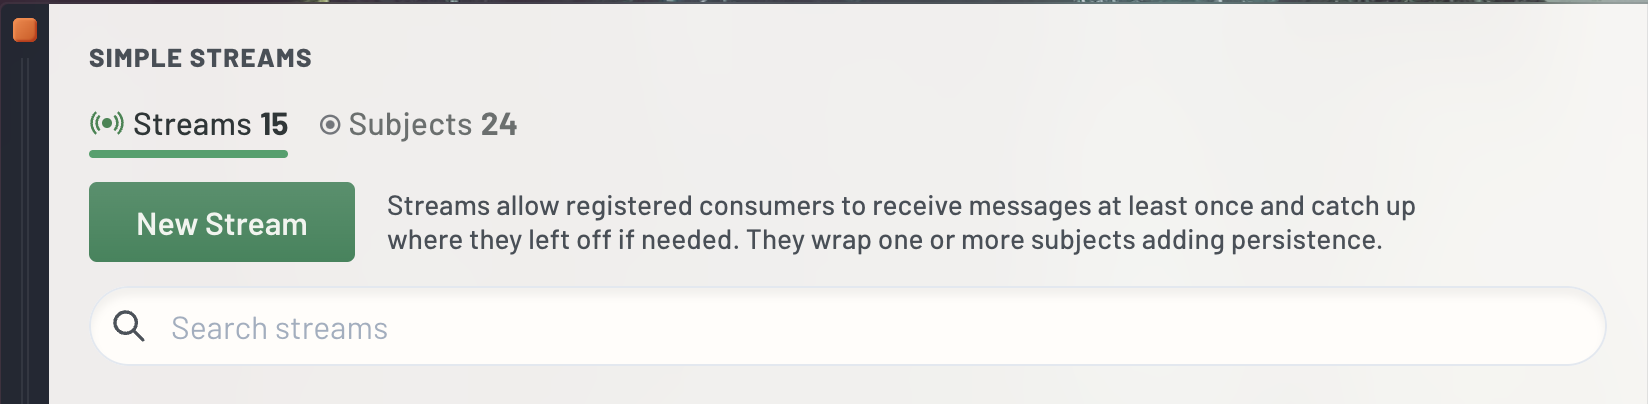 SIMPLE STREAMS
Streams 15
Subjects 24
New Stream
Streams allow registered consumers to receive messages at least once and catch up
where they left off if needed. They wrap one or more subjects adding persistence.
Search streams